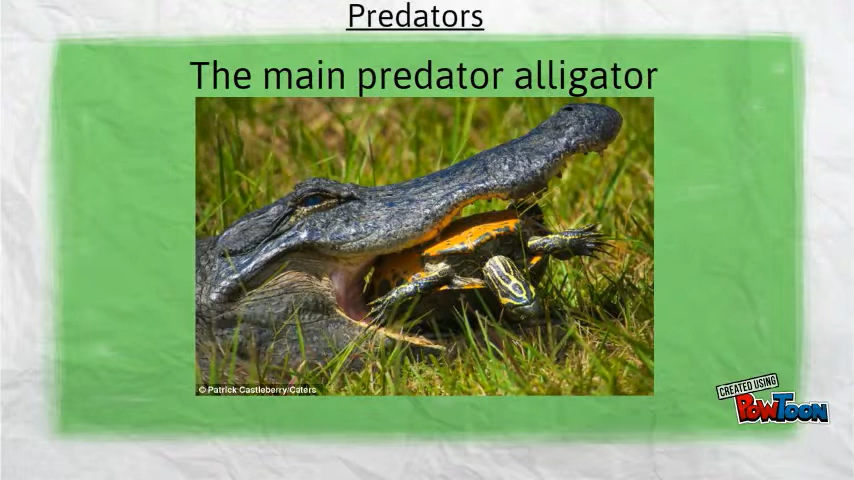 Predators
The main predator alligator
© Patrick Castleberry/Caters
CREATED USING
POWTOON